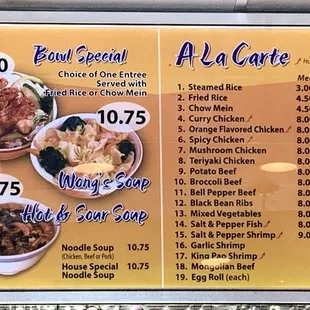 Bowl Special
Choice of One Entrée
Served with
Fried Rice or Chow Mein
0
10.75
Wong's Soup
.75
Hot & Sour Soup
Noodle Soup 10.75
(Chicken, Beef or Pork)
House Special 10.75
Noodle Soup
A La Carte
1. Steamed Rice 3.0
2. Fried Rice 4.5
3. Chow Mein 4.5
4. Curry Chicken 8.0
5. Orange Flavored Chicken 8.0
6. Spicy Chicken 8.0
7. Mushroom Chicken 8.0
8. Teriyaki Chicken 8.0
9. Potato Beef 8.0
10. Broccoli Beef 8.0
11. Bell Pepper Beef 8.0
12. Black Bean Ribs 8.0
13. Mixed Vegetables 8.0
14. Salt & Pepper Fish 8.0
15. Salt & Pepper Shrimp 9.0
16. Garlic Shrimp
17. King Pao Shrimp
18. Mongolian Beef
19. Egg Roll (each)